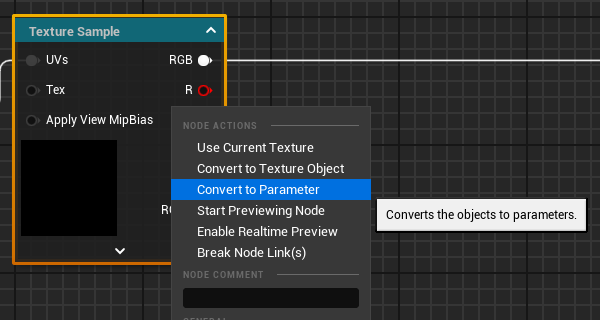 Texture Sample
UVs
RGB
Tex
R
Apply View MipBias
NODE ACTIONS
Use Current Texture
Convert to Texture Object
Convert to Parameter
Converts the objects to parameters.
Start Previewing Node
Enable Realtime Preview
Break Node Link(s)
NODE COMMENT